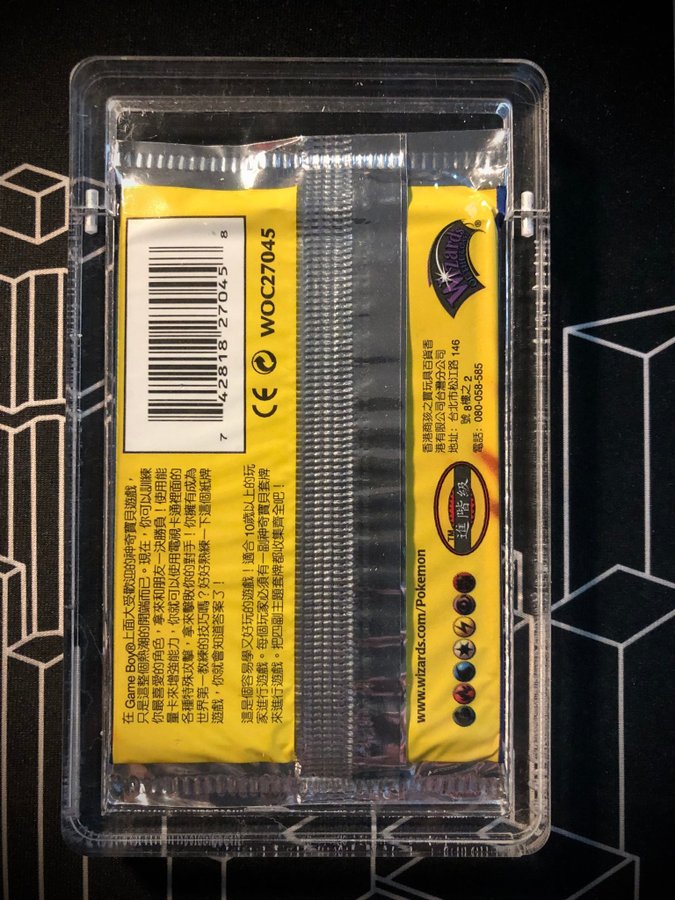 在 Game Boy®上面大受歡迎的神奇寶貝遊戲，
只是這整個熱潮的開端而已。現在，你可以訓練
你最喜愛的角色，拿來和朋友一決勝負！使用能
量卡來增強能力，你就可以使用電視卡通裡面的
各種特殊攻擊，拿來擊敗你的對手！你擁有成為
世界第一教練的技巧嗎？好好熟練一下這個紙牌
遊戲，你就會知道答案了！
這是個容易學又好玩的遊戲！適合 10歲以上的玩
家進行遊戲。每個玩家必須有一副神奇寶貝套牌
來進行遊戲。把四副主題套牌都收集齊全吧！
7 42818 27045 8
CE WOC27045
www.wizards.com/Pokemon
進階級 TM
香港商孩之寶玩具百貨香
港有限公司台灣分公司
地址：台北市松江路 146
號 8樓之 2
電話：080-058-585
Wizards ®